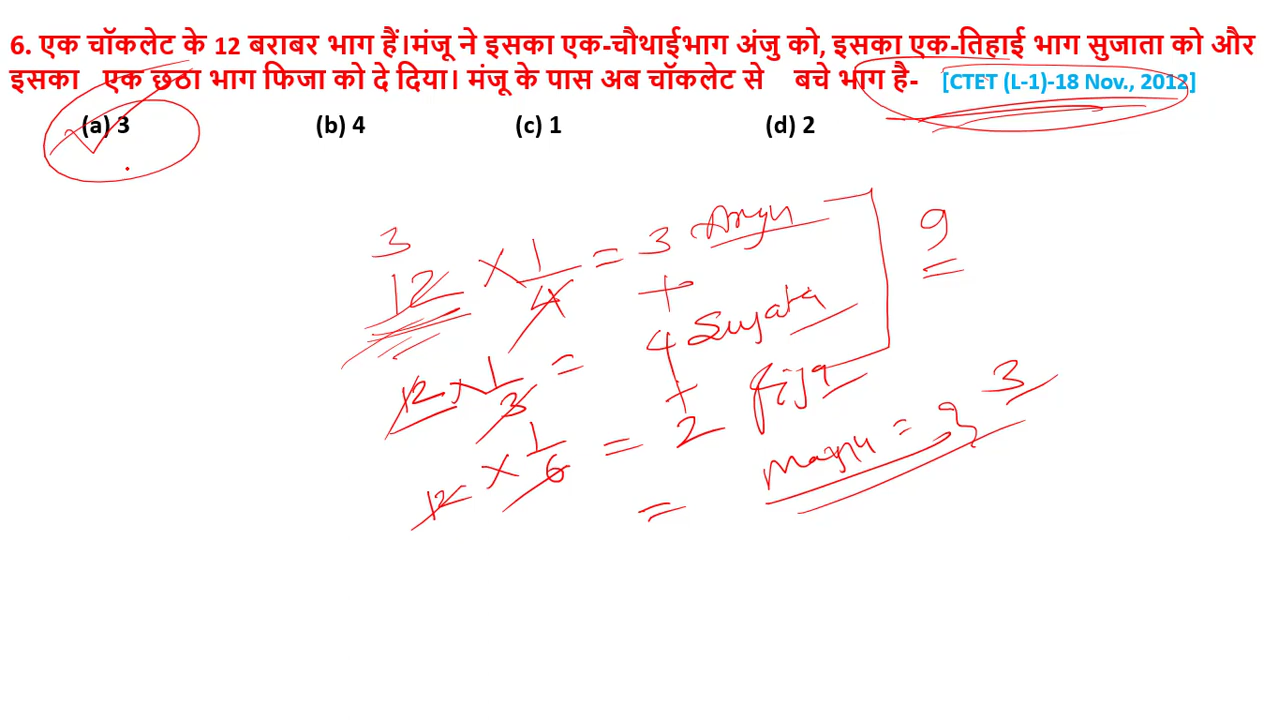 6. एक चॉकलेट के 12 बराबर भाग हैं।मंजू ने इसका एक-चौथाईभाग अंजु को, इसका एक-तिहाई भाग सुजाता को और
इसका एक छठा भाग फिजा को दे दिया। मंजू के पास अब चॉकलेट से बचे भाग है- [CTET (L-1)-18 Nov., 2012]
(a) 3 (b) 4 (c) 1 (d) 2
3
12 × 1/4 = 3 Anju
+
9
12 × 1/3 = 4 Sujata
+
12 × 1/6 = 2 fija
= Manju = 3
3